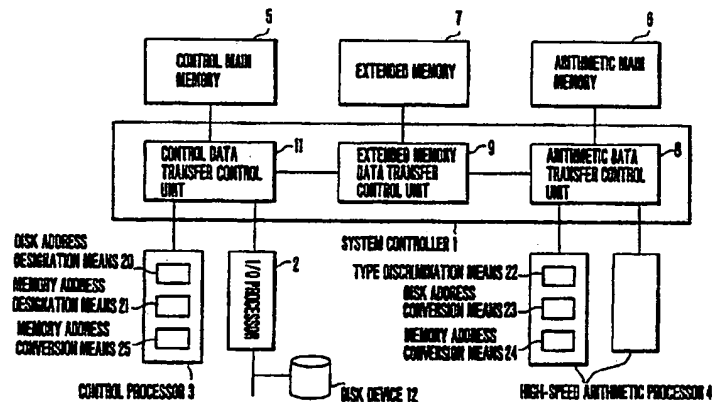 5
7
6
CONTROL MAIN
MEMORY
EXTENDED MEMORY
ARITHMETIC MAIN
MEMORY
11
9
8
CONTROL DATA
TRANSFER CONTROL
UNIT
EXTENDED MEMORY
DATA TRANSFER
CONTROL UNIT
ARITHMETIC DATA
TRANSFER CONTROL
UNIT
SYSTEM CONTROLLER 1
DISK ADDRESS
DESIGNATION MEANS 20
MEMORY ADDRESS
DESIGNATION MEANS 21
MEMORY ADDRESS
CONVERSION MEANS 25
CONTROL PROCESSOR 3
2
I/O PROCESSOR
DISK DEVICE 12
TYPE DISCRIMINATION MEANS 22
DISK ADDRESS
CONVERSION MEANS 23
MEMORY ADDRESS
CONVERSION MEANS 24
HIGH-SPEED ARITHMETIC PROCESSOR 4